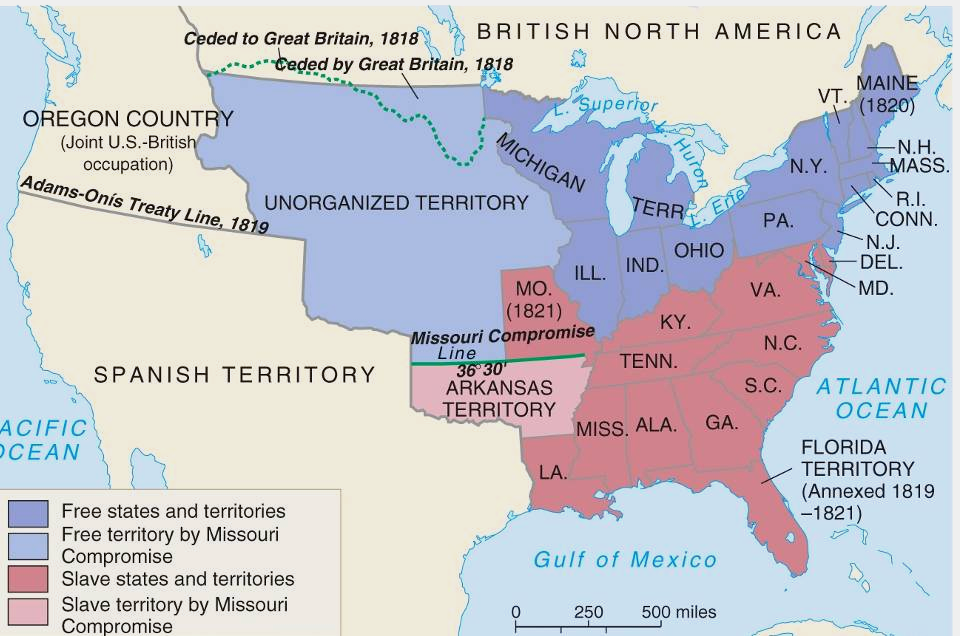 Ceded to Great Britain, 1818
BRITISH NORTH AMERICA
Ceded by Great Britain, 1818
MAINE
(1820)
VT.
L. Superior
OREGON COUNTRY
(Joint U.S.-British
occupation)
L. Huron
MICHIGAN
TERR.
N.H.
MASS.
N.Y.
R.I.
CONN.
Adams-Onís Treaty Line, 1819
UNORGANIZED TERRITORY
L. Erie
PA.
N.J.
DEL.
MD.
OHIO
IND.
ILL.
MO.
(1821)
VA.
KY.
Missouri Compromise
Line
36°30'
N.C.
TENN.
SPANISH TERRITORY
ARKANSAS
TERRITORY
S.C.
ATLANTIC
OCEAN
MISS.
ALA.
GA.
ACIFIC
OCEAN
LA.
FLORIDA
TERRITORY
(Annexed 1819
–1821)
Gulf of Mexico
Free states and territories
Free territory by Missouri
Compromise
Slave states and territories
Slave territory by Missouri
Compromise
0 250 500 miles